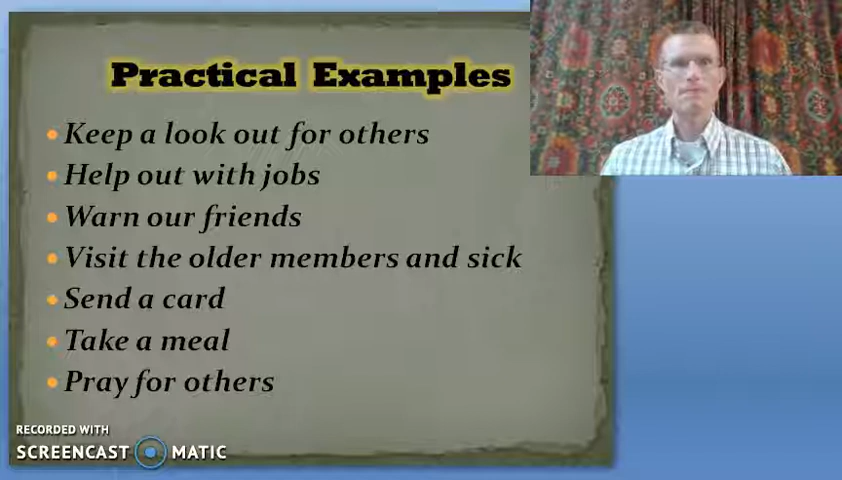 Practical Examples
Keep a look out for others
Help out with jobs
Warn our friends
Visit the older members and sick
Send a card
Take a meal
Pray for others
RECORDED WITH
SCREENCAST MATIC